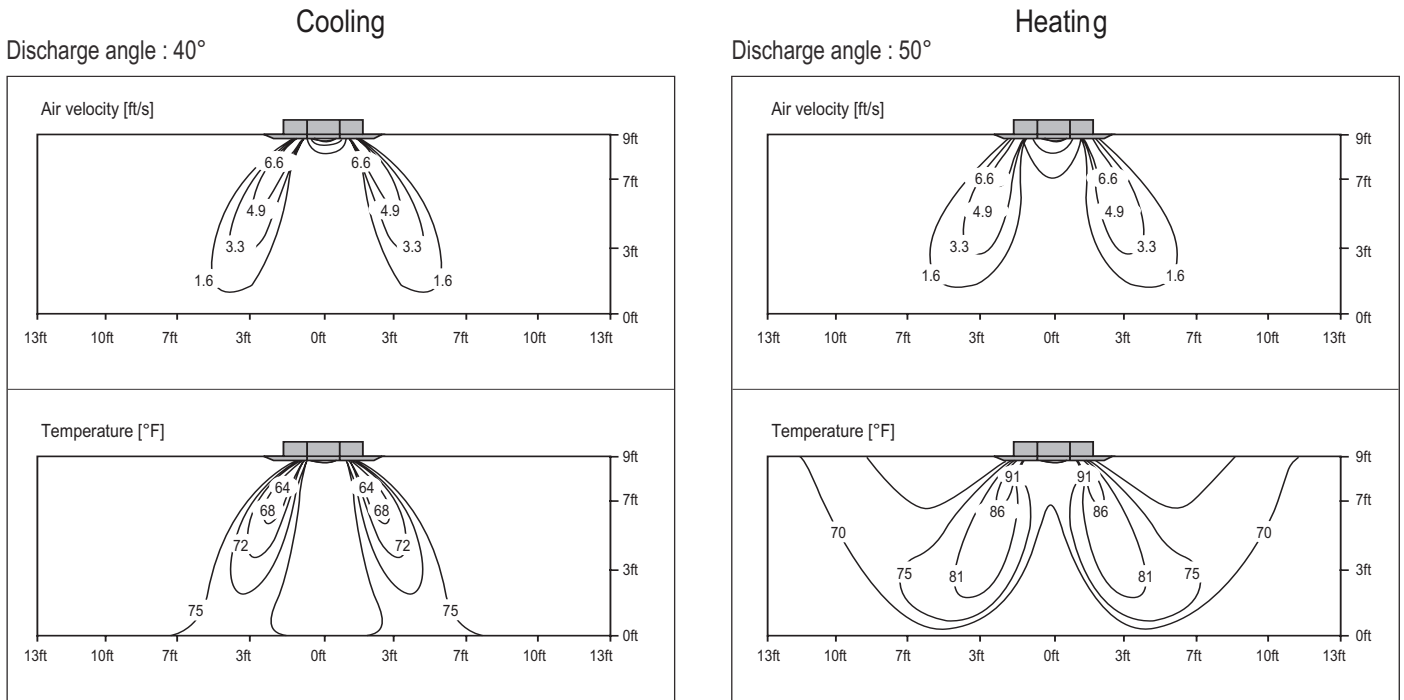 Cooling
Discharge angle : 40°
Air velocity [ft/s]
9ft
6.6 6.6
7ft
4.9 4.9
3.3 3.3
3ft
1.6 1.6
0ft
13ft 10ft 7ft 3ft 0ft 3ft 7ft 10ft 13ft
Temperature [°F]
9ft
64 64
7ft
68 68
72 72
3ft
75 75
0ft
13ft 10ft 7ft 3ft 0ft 3ft 7ft 10ft 13ft
Heating
Discharge angle : 50°
Air velocity [ft/s]
9ft
6.6 6.6
7ft
4.9 4.9
3.3 3.3
3ft
1.6 1.6
0ft
13ft 10ft 7ft 3ft 0ft 3ft 7ft 10ft 13ft
Temperature [°F]
9ft
91 91
7ft
86 86
70 70
75 81 81 75
3ft
0ft
13ft 10ft 7ft 3ft 0ft 3ft 7ft 10ft 13ft